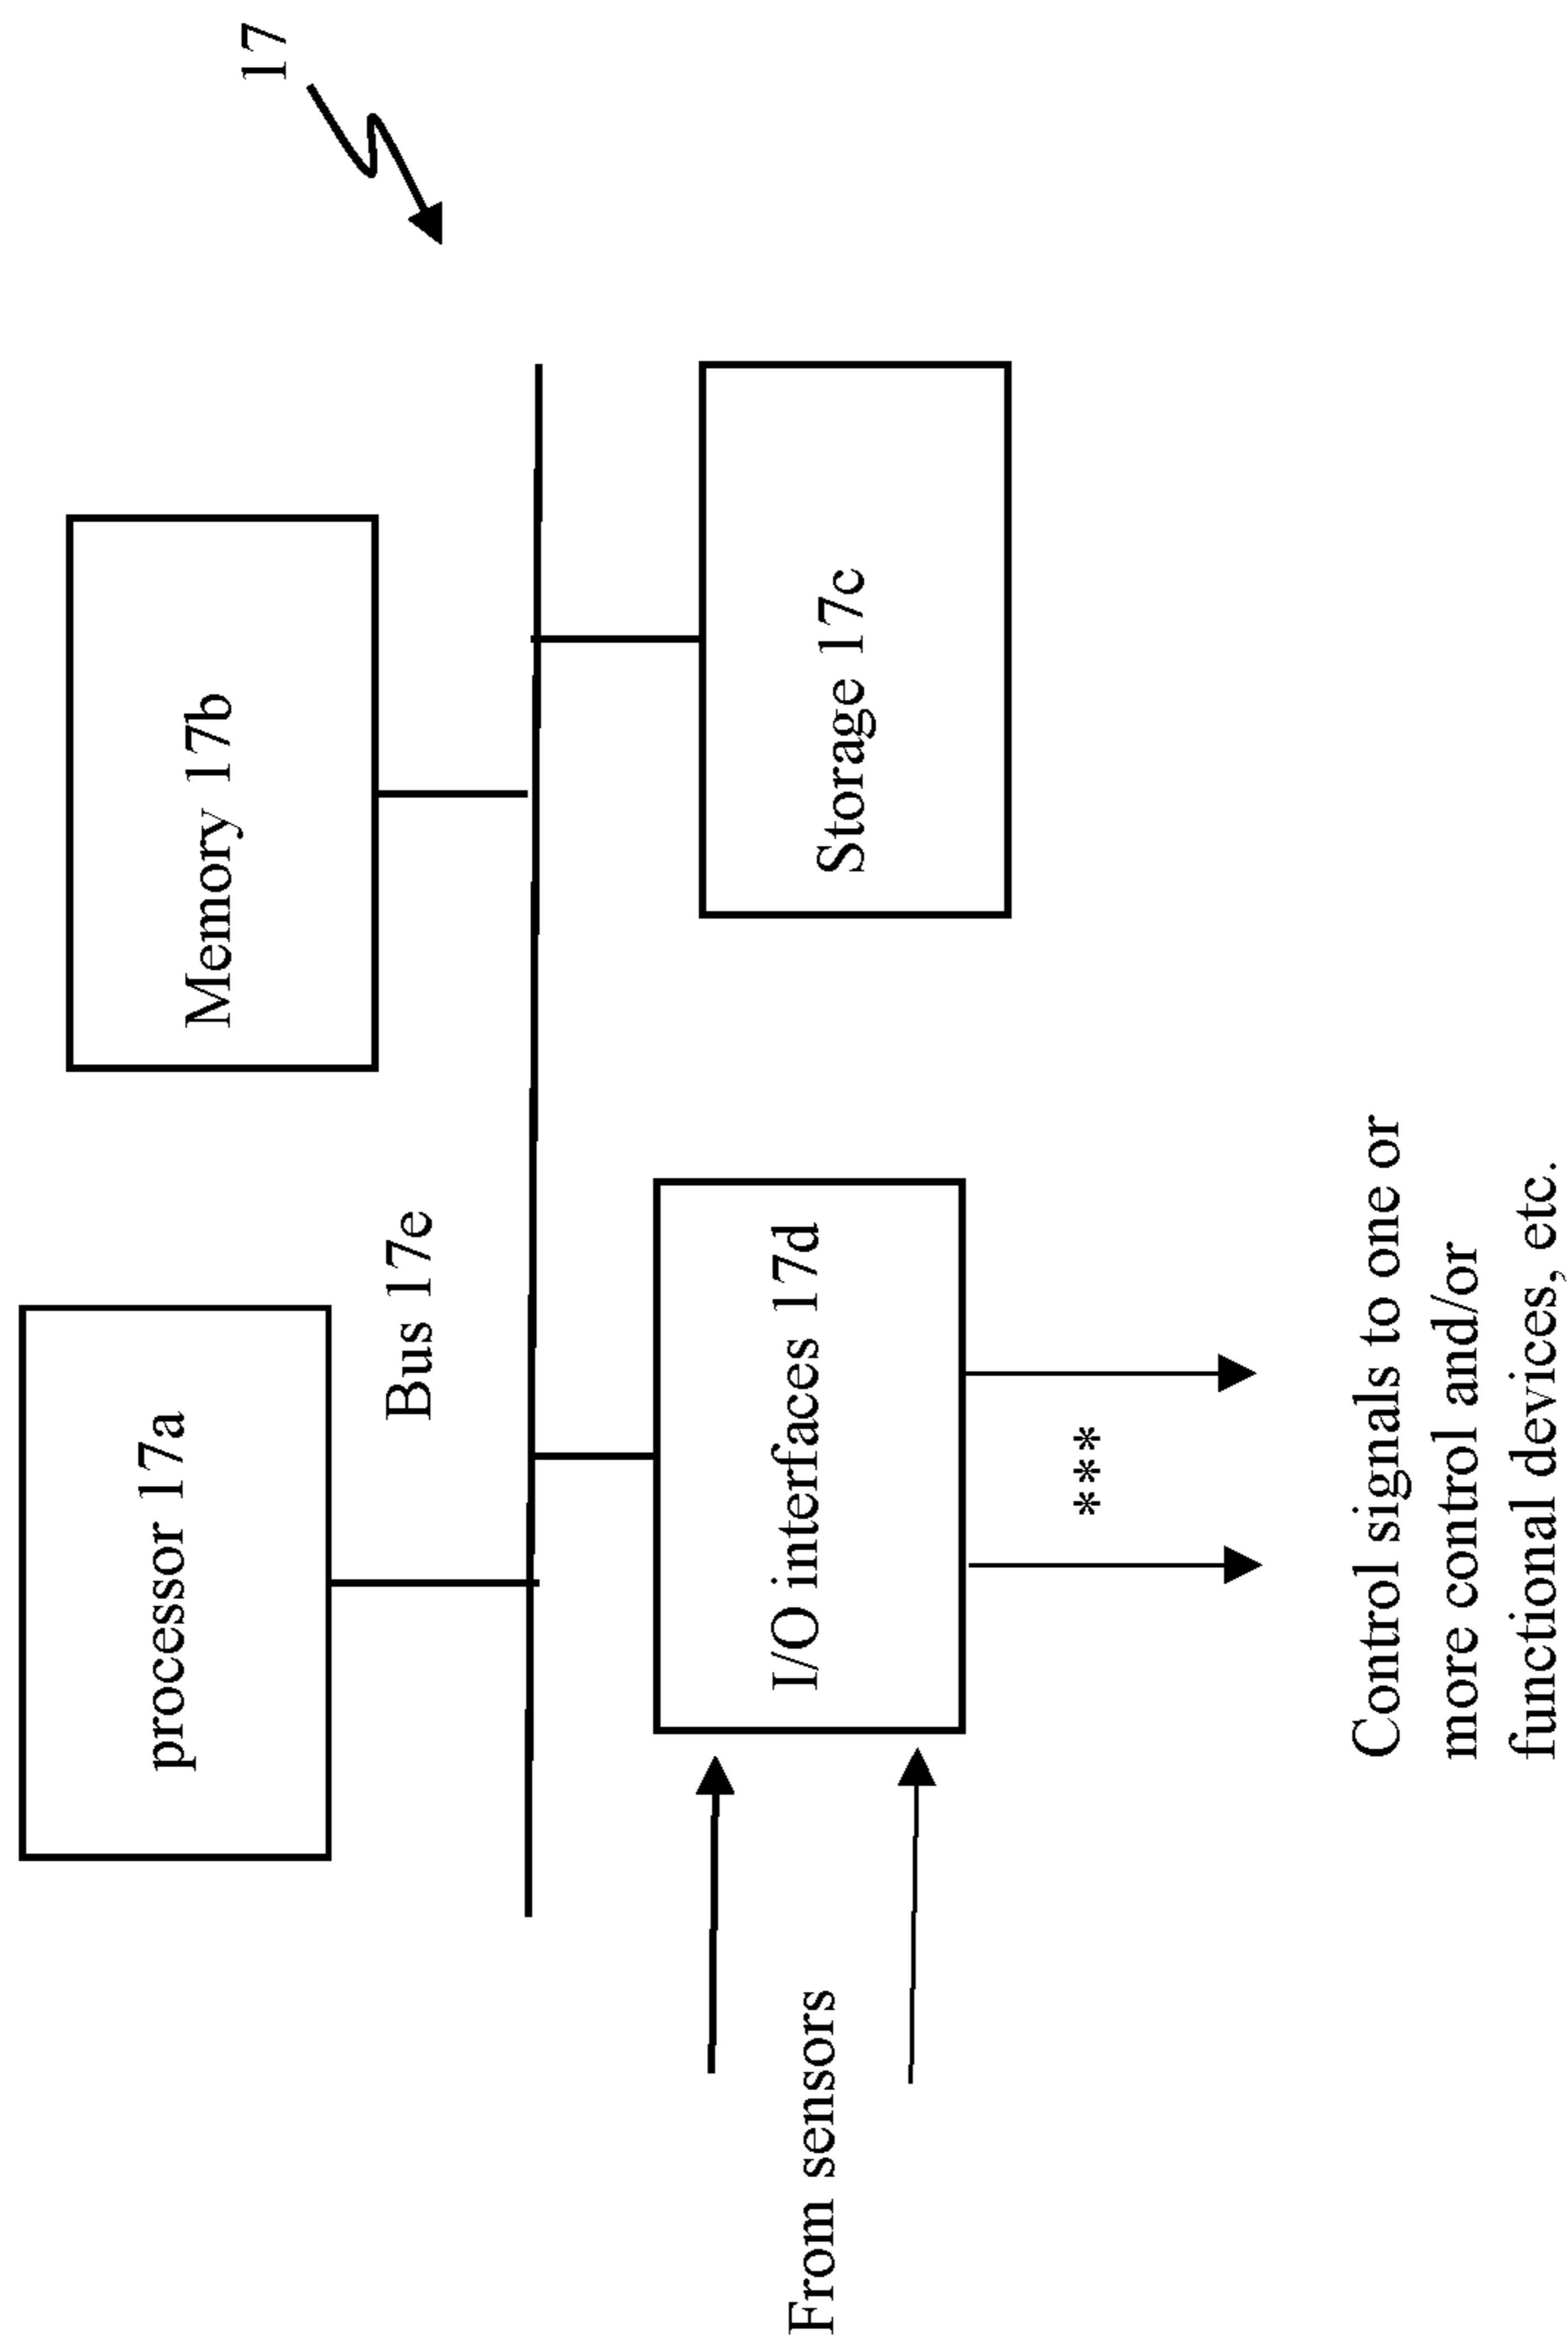 17
processor 17a
Memory 17b
Bus 17e
I/O interfaces 17d
Storage 17c
From sensors
***
Control signals to one or
more control and/or
functional devices, etc.